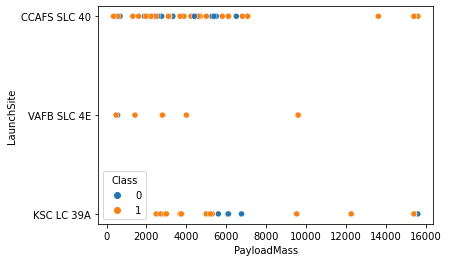 CCAFS SLC 40
VAFB SLC 4E
KSC LC 39A
LaunchSite
Class
0
1
0 2000 4000 6000 8000 10000 12000 14000 16000
PayloadMass